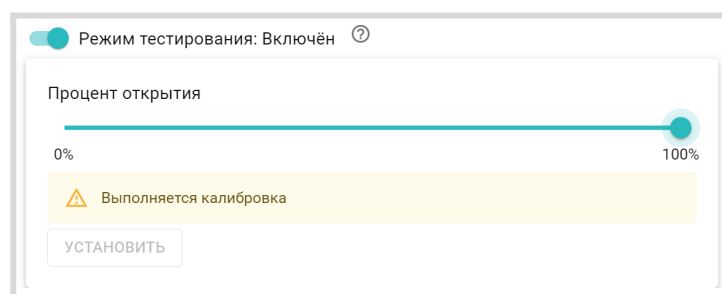 Режим тестирования: Включён ?
Процент открытия
0% 100%
Выполняется калибровка
УСТАНОВИТЬ